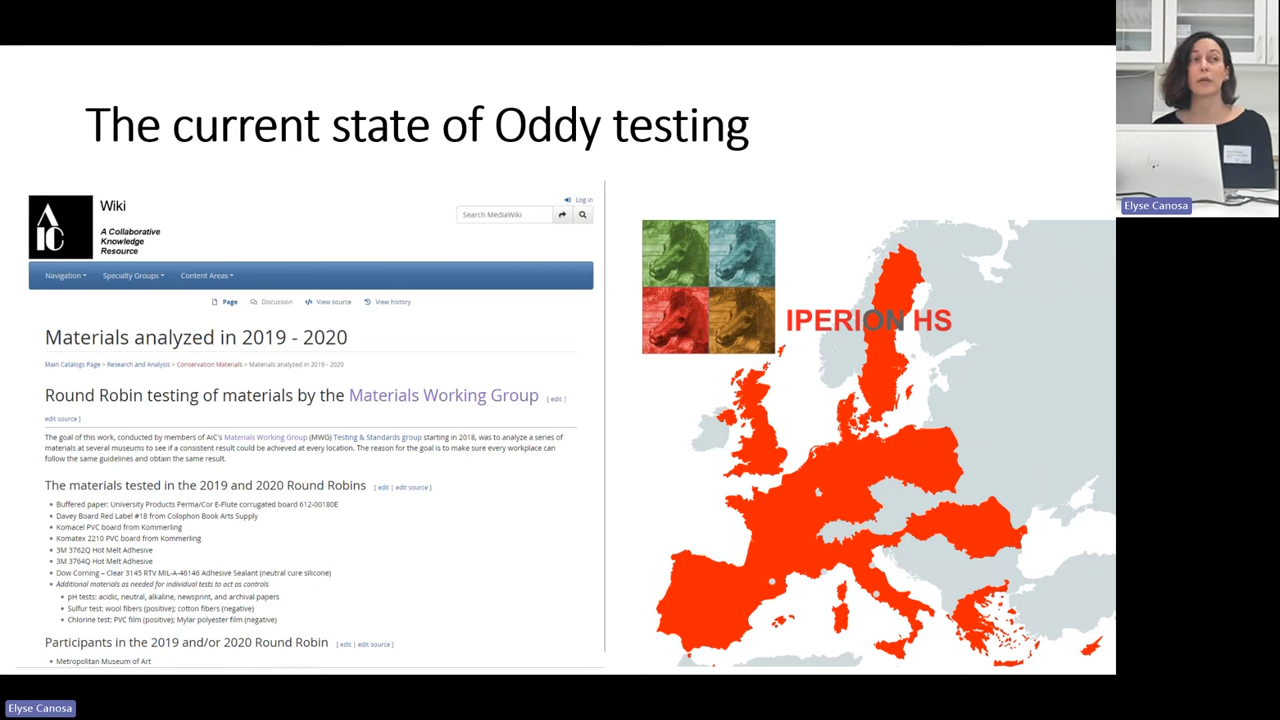 The current state of Oddy testing
AIC
Wiki
A Collaborative
Knowledge
Resource
Log in
Search MediaWiki
Navigation
Specialty Groups
Content Areas
Page
Discussion
View source
View history
Materials analyzed in 2019 - 2020
Main Catalogs Page > Research and Analysis > Conservation Materials > Materials analyzed in 2019 - 2020
Round Robin testing of materials by the Materials Working Group [ edit |
edit source ]
The goal of this work, conducted by members of AIC's Materials Working Group (MWG) Testing & Standards group starting in 2018, was to analyze a series of
materials at several museums to see if a consistent result could be achieved at every location. The reason for the goal is to make sure every workplace can
follow the same guidelines and obtain the same result.
The materials tested in the 2019 and 2020 Round Robins [ edit | edit source ]
Buffered paper: University Products Perma/Cor E-Flute corrugated board 612-00180E
Davey Board Red Label #18 from Colophon Book Arts Supply
Komacel PVC board from Kommerling
Komatex 2210 PVC board from Kommerling
3M 3762Q Hot Melt Adhesive
3M 3764Q Hot Melt Adhesive
Dow Corning – Clear 3145 RTV MIL-A-46146 Adhesive Sealant (neutral cure silicone)
Additional materials as needed for individual tests to act as controls
pH tests: acidic, neutral, alkaline, newsprint, and archival papers
Sulfur test: wool fibers (positive); cotton fibers (negative)
Chlorine test: PVC film (positive); Mylar polyester film (negative)
Participants in the 2019 and/or 2020 Round Robin [ edit | edit source ]
Metropolitan Museum of Art
IPERION HS
Elyse Canosa
Elyse Canosa